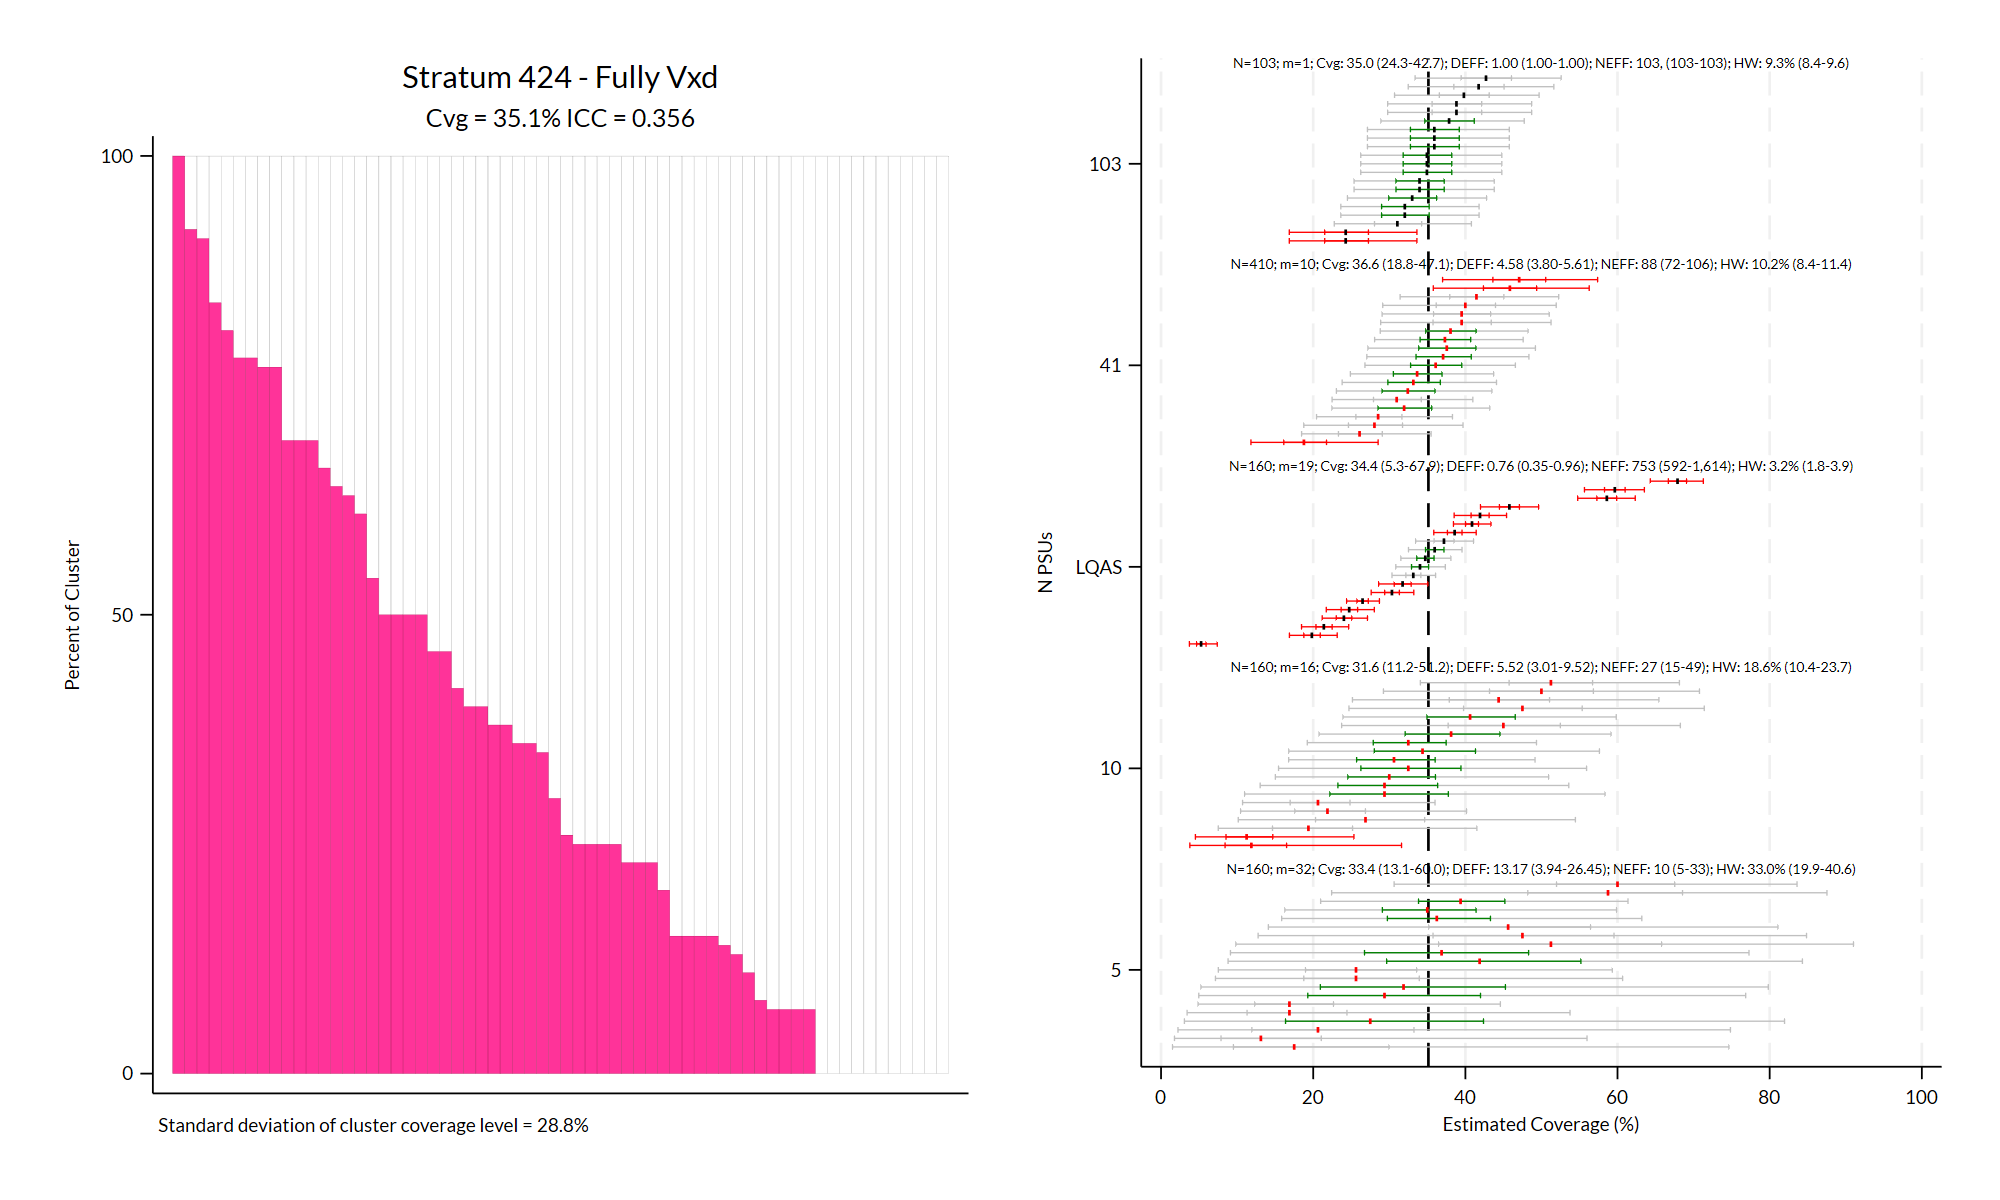 Stratum 424 - Fully Vxd
Cvg = 35.1% ICC = 0.356
Percent of Cluster
100
50
0
Standard deviation of cluster coverage level = 28.8%
N PSUs
N=103; m=1; Cvg: 35.0 (24.3-42.7); DEFF: 1.00 (1.00-1.00); NEFF: 103, (103-103); HW: 9.3% (8.4-9.6)
103
N=410; m=10; Cvg: 36.6 (18.8-47.1); DEFF: 4.58 (3.80-5.61); NEFF: 88 (72-106); HW: 10.2% (8.4-11.4)
41
N=160; m=19; Cvg: 34.4 (5.3-67.9); DEFF: 0.76 (0.35-0.96); NEFF: 753 (592-1,614); HW: 3.2% (1.8-3.9)
LQAS
N=160; m=16; Cvg: 31.6 (11.2-51.2); DEFF: 5.52 (3.01-9.52); NEFF: 27 (15-49); HW: 18.6% (10.4-23.7)
10
N=160; m=32; Cvg: 33.4 (13.1-60.0); DEFF: 13.17 (3.94-26.45); NEFF: 10 (5-33); HW: 33.0% (19.9-40.6)
5
0 20 40 60 80 100
Estimated Coverage (%)